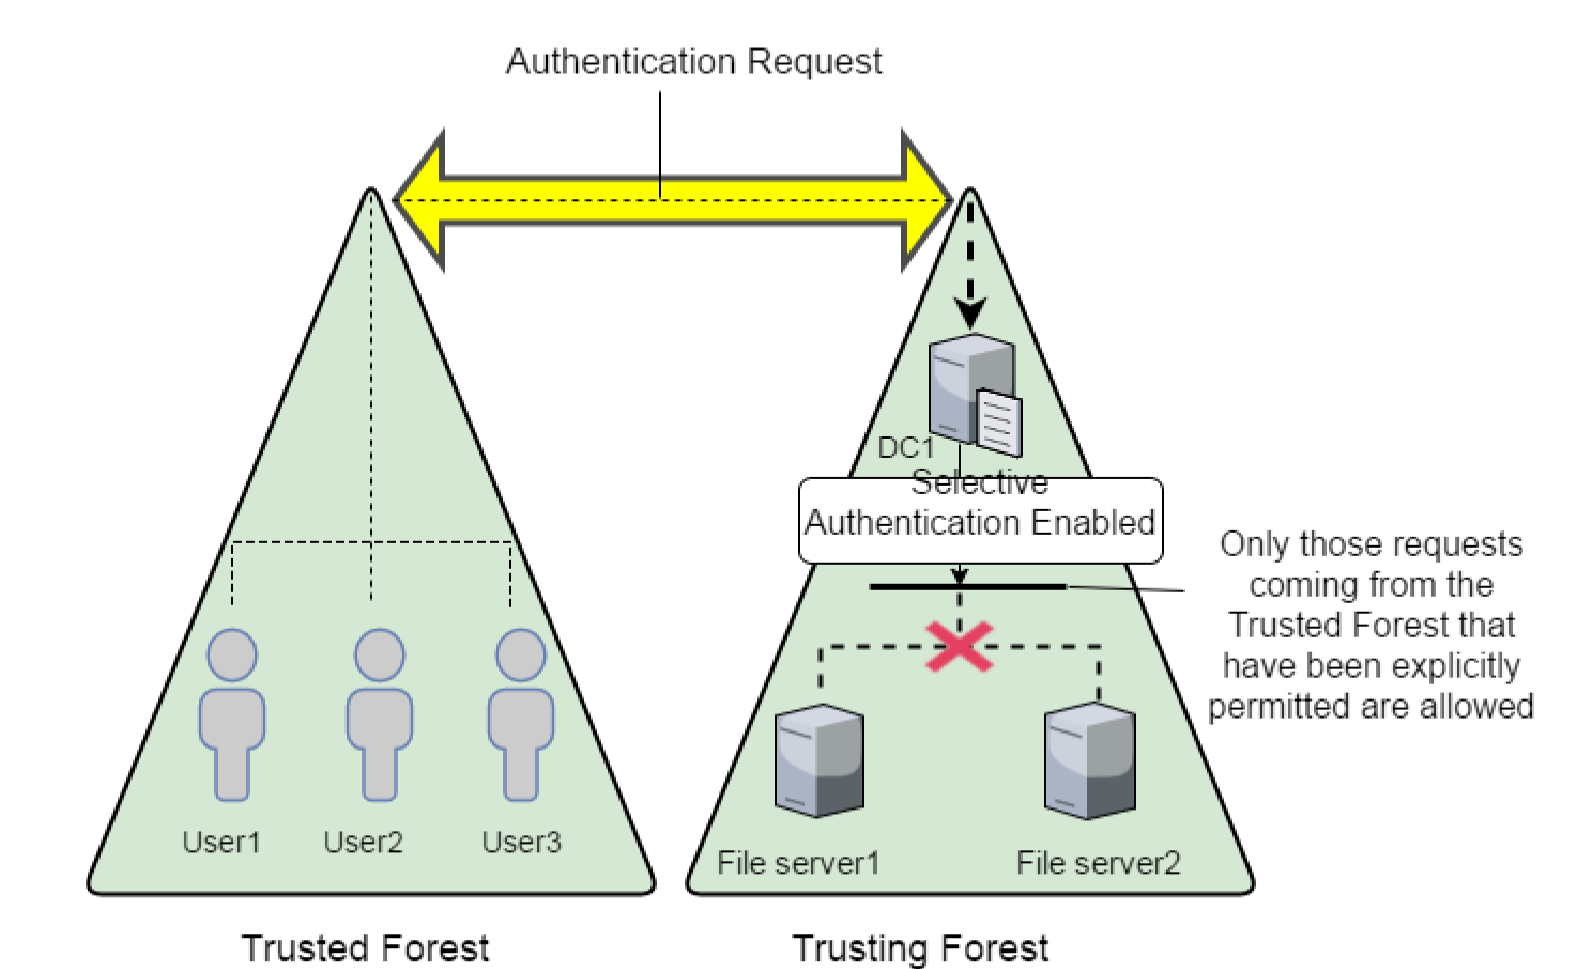 Authentication Request
DC1
Selective
Authentication Enabled
Only those requests
coming from the
Trusted Forest that
have been explicitly
permitted are allowed
User1
User2
User3
File server1
File server2
Trusted Forest
Trusting Forest